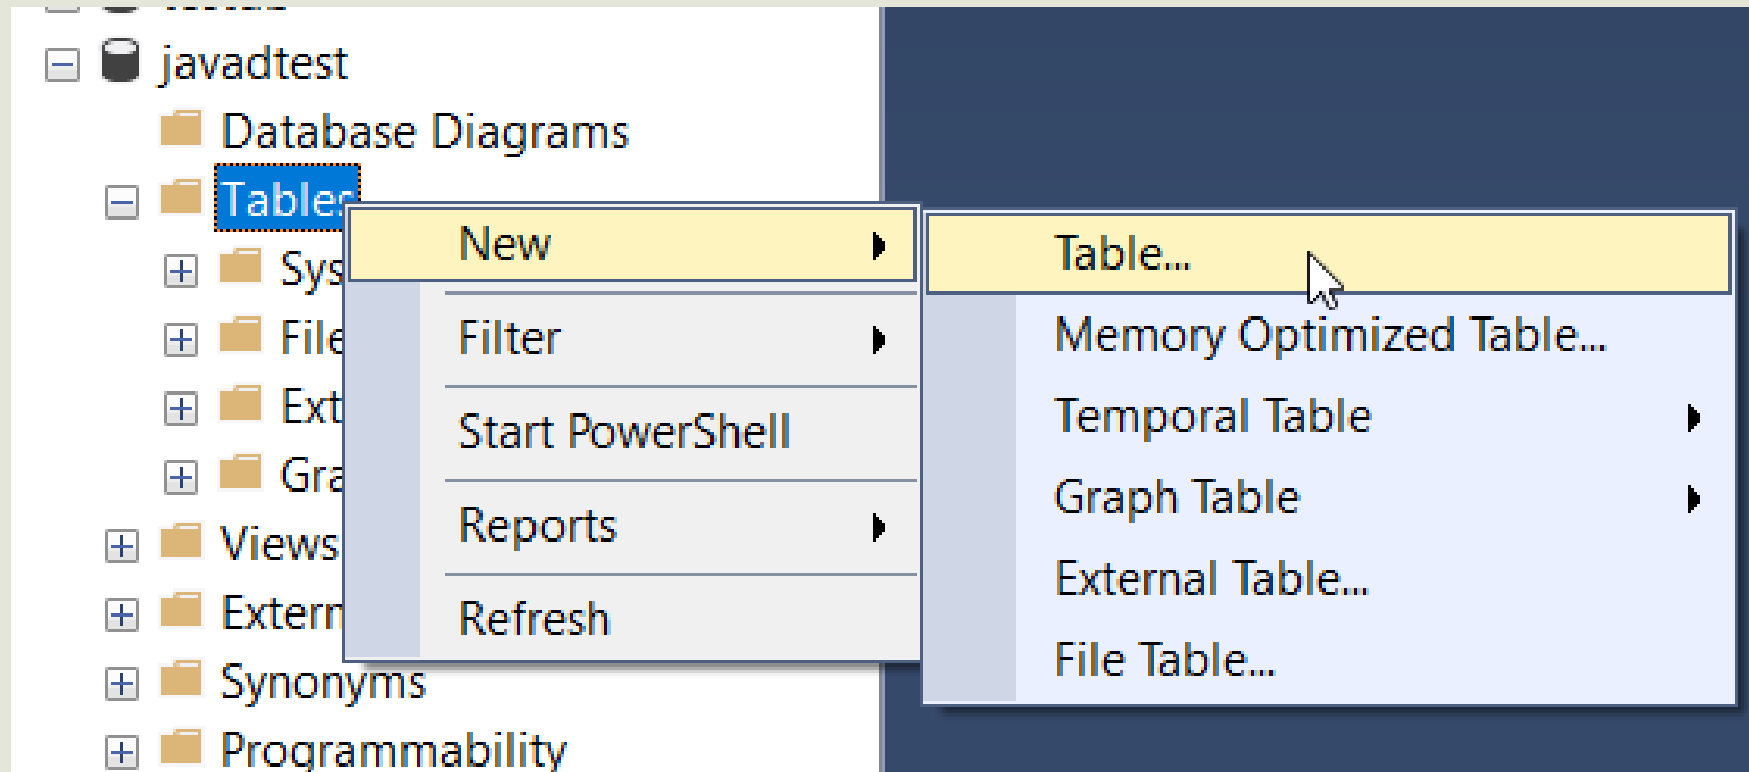 javadtest
Database Diagrams
Tables
New
Table...
Sys
Filter
File
Memory Optimized Table...
Ext
Start PowerShell
Temporal Table
Gra
Reports
Graph Table
Views
External Table...
Extern
Refresh
File Table...
Synonyms
Programmability